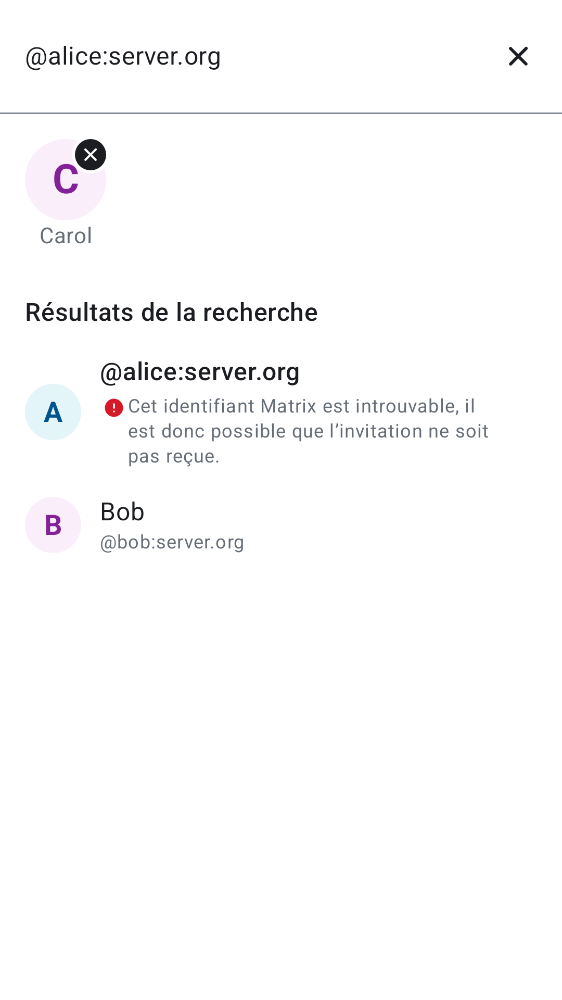 @alice:server.org
C
Carol
Résultats de la recherche
@alice:server.org
A
Cet identifiant Matrix est introuvable, il
est donc possible que l’invitation ne soit
pas reçue.
B
Bob
@bob:server.org